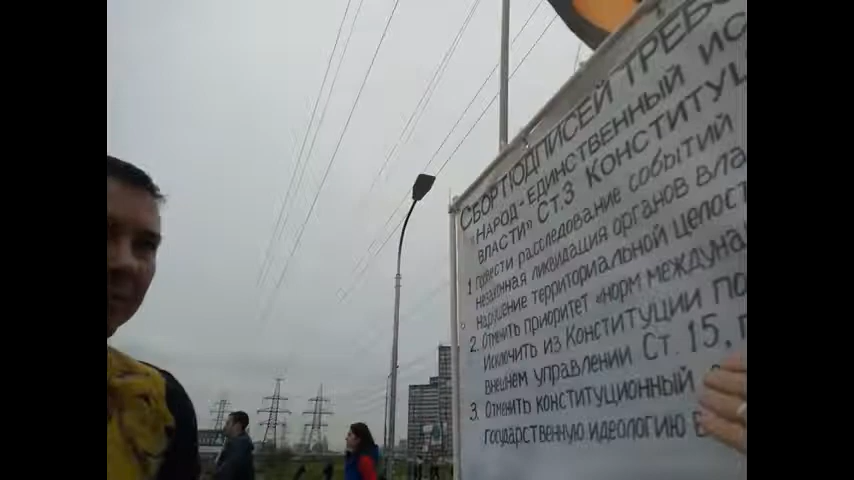 СБОР ПОДПИСЕЙ ТРЕБО
"НАРОД - ЕДИНСТВЕННЫЙ ИС
ВЛАСТИ" СТ.3 КОНСТИТУЦ
1 Провести расследование событий
незаконная ликвидация органов вла
нарушение территориальной целост
2. Отменить приоритет «норм междуна
Исключить из Конституции по
внешнем управлении Ст. 15, п
3. Отменить конституционный
государственную идеологию